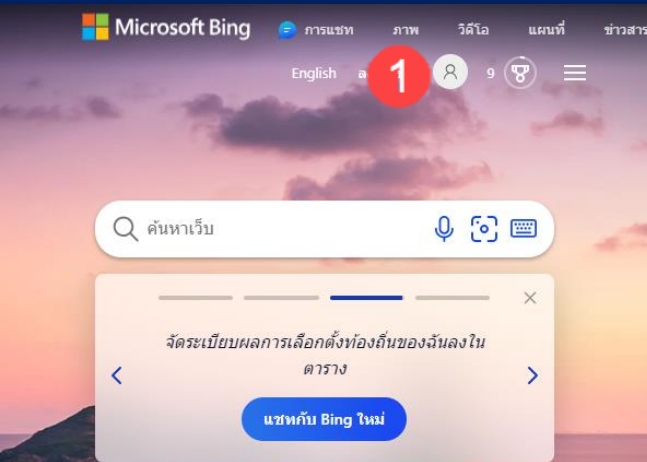 Microsoft Bing การแชท ภาพ วิดีโอ แผนที่ ข่าวสาร
English 1 9
ค้นหาเว็บ
จัดระเบียบผลการเลือกตั้งท้องถิ่นของฉันลงใน
ตาราง
แชทกับ Bing ใหม่